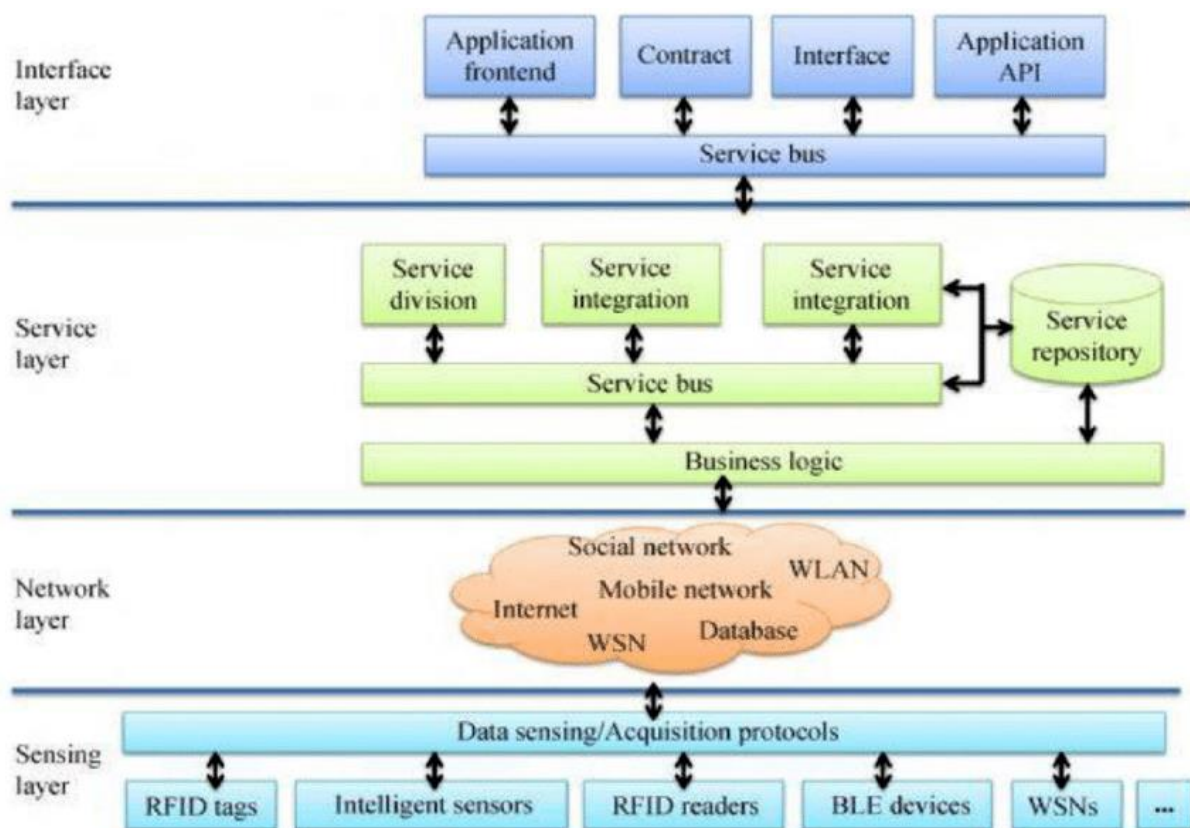 Interface
layer
Application
frontend
Contract
Interface
Application
API
Service bus
Service
layer
Service
division
Service
integration
Service
integration
Service
repository
Service bus
Business logic
Network
layer
Social network
WLAN
Mobile network
Internet
Database
WSN
Sensing
layer
Data sensing/Acquisition protocols
RFID tags
Intelligent sensors
RFID readers
BLE devices
WSNs
...